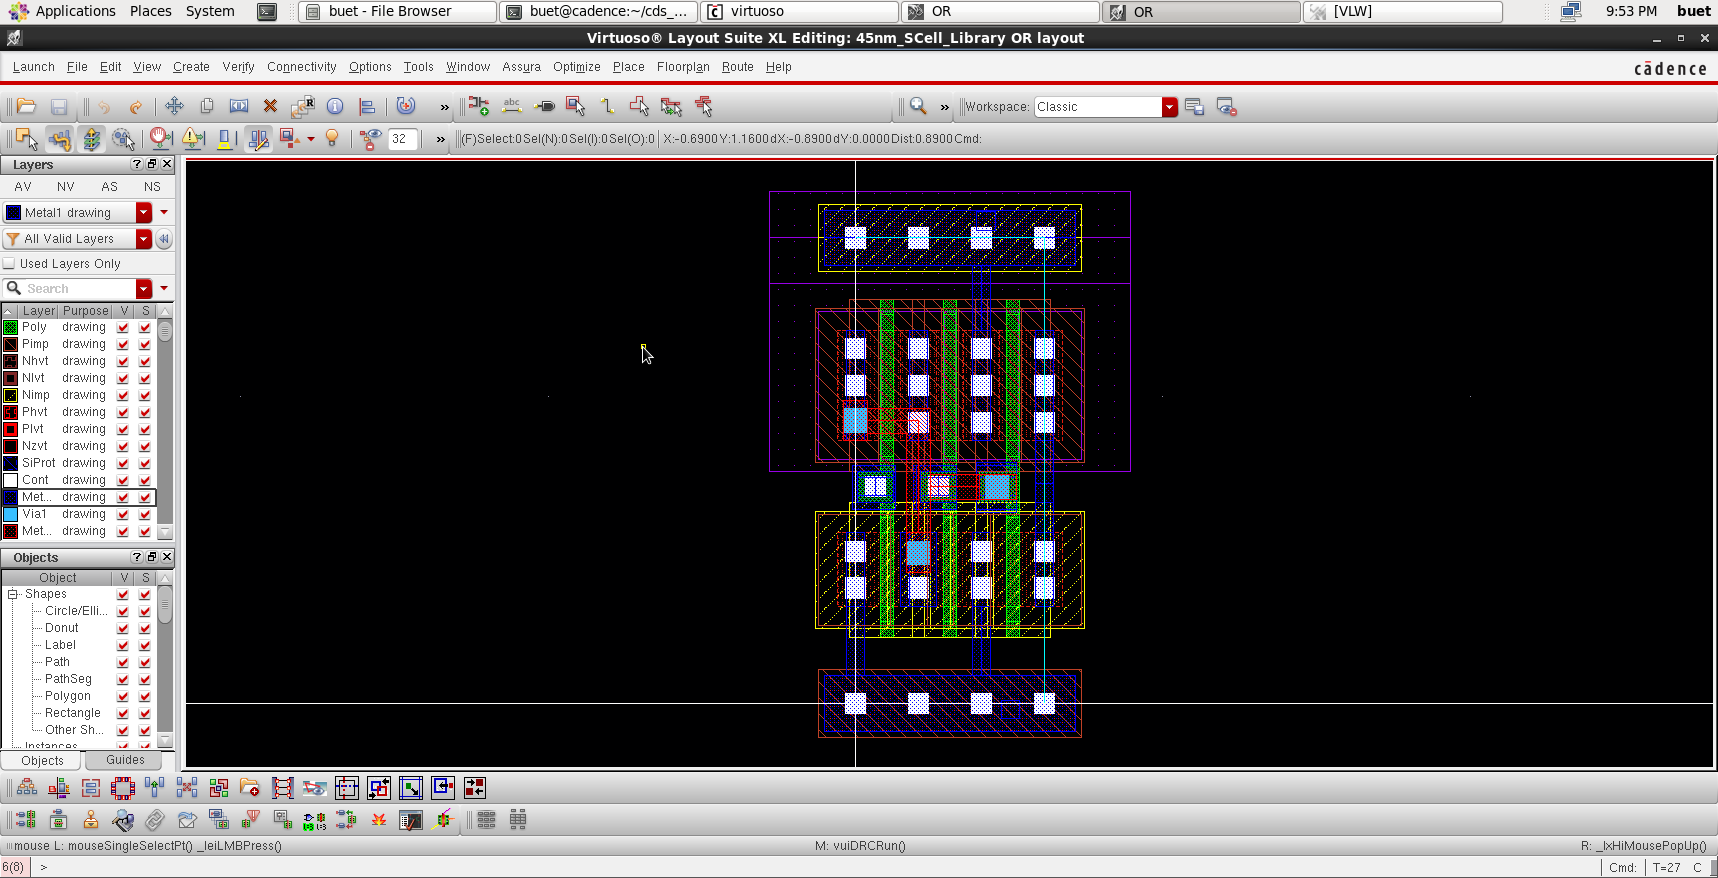 Applications Places System buet - File Browser buet@cadence:~/cds_... virtuoso OR OR [VLW] 9:53 PM buet
Virtuoso® Layout Suite XL Editing: 45nm_SCell_Library OR layout
Launch File Edit View Create Verify Connectivity Options Tools Window Assura Optimize Place Floorplan Route Help cādence
abc Workspace: Classic
32 (F)Select:0 Sel(N):0 Sel(I):0 Sel(O):0 X:-0.6900 Y:1.1600 dX:-0.8900 dY:0.0000 Dist:0.8900 Cmd:
Layers
AV NV AS NS
Metal1 drawing
All Valid Layers
Used Layers Only
Search
Layer Purpose V S
Poly drawing
Pimp drawing
Nhvt drawing
Nlvt drawing
Nimp drawing
Phvt drawing
Plvt drawing
Nzvt drawing
SiProt drawing
Cont drawing
Met... drawing
Via1 drawing
Met... drawing
Objects
Object V S
Shapes
Circle/Elli...
Donut
Label
Path
PathSeg
Polygon
Rectangle
Other Sh...
Instances
Objects Guides
mouse L: mouseSingleSelectPt() _leiLMBPress() M: vuiDRCRun() R: _lxHiMousePopUp()
6(8) > Cmd: T=27 C